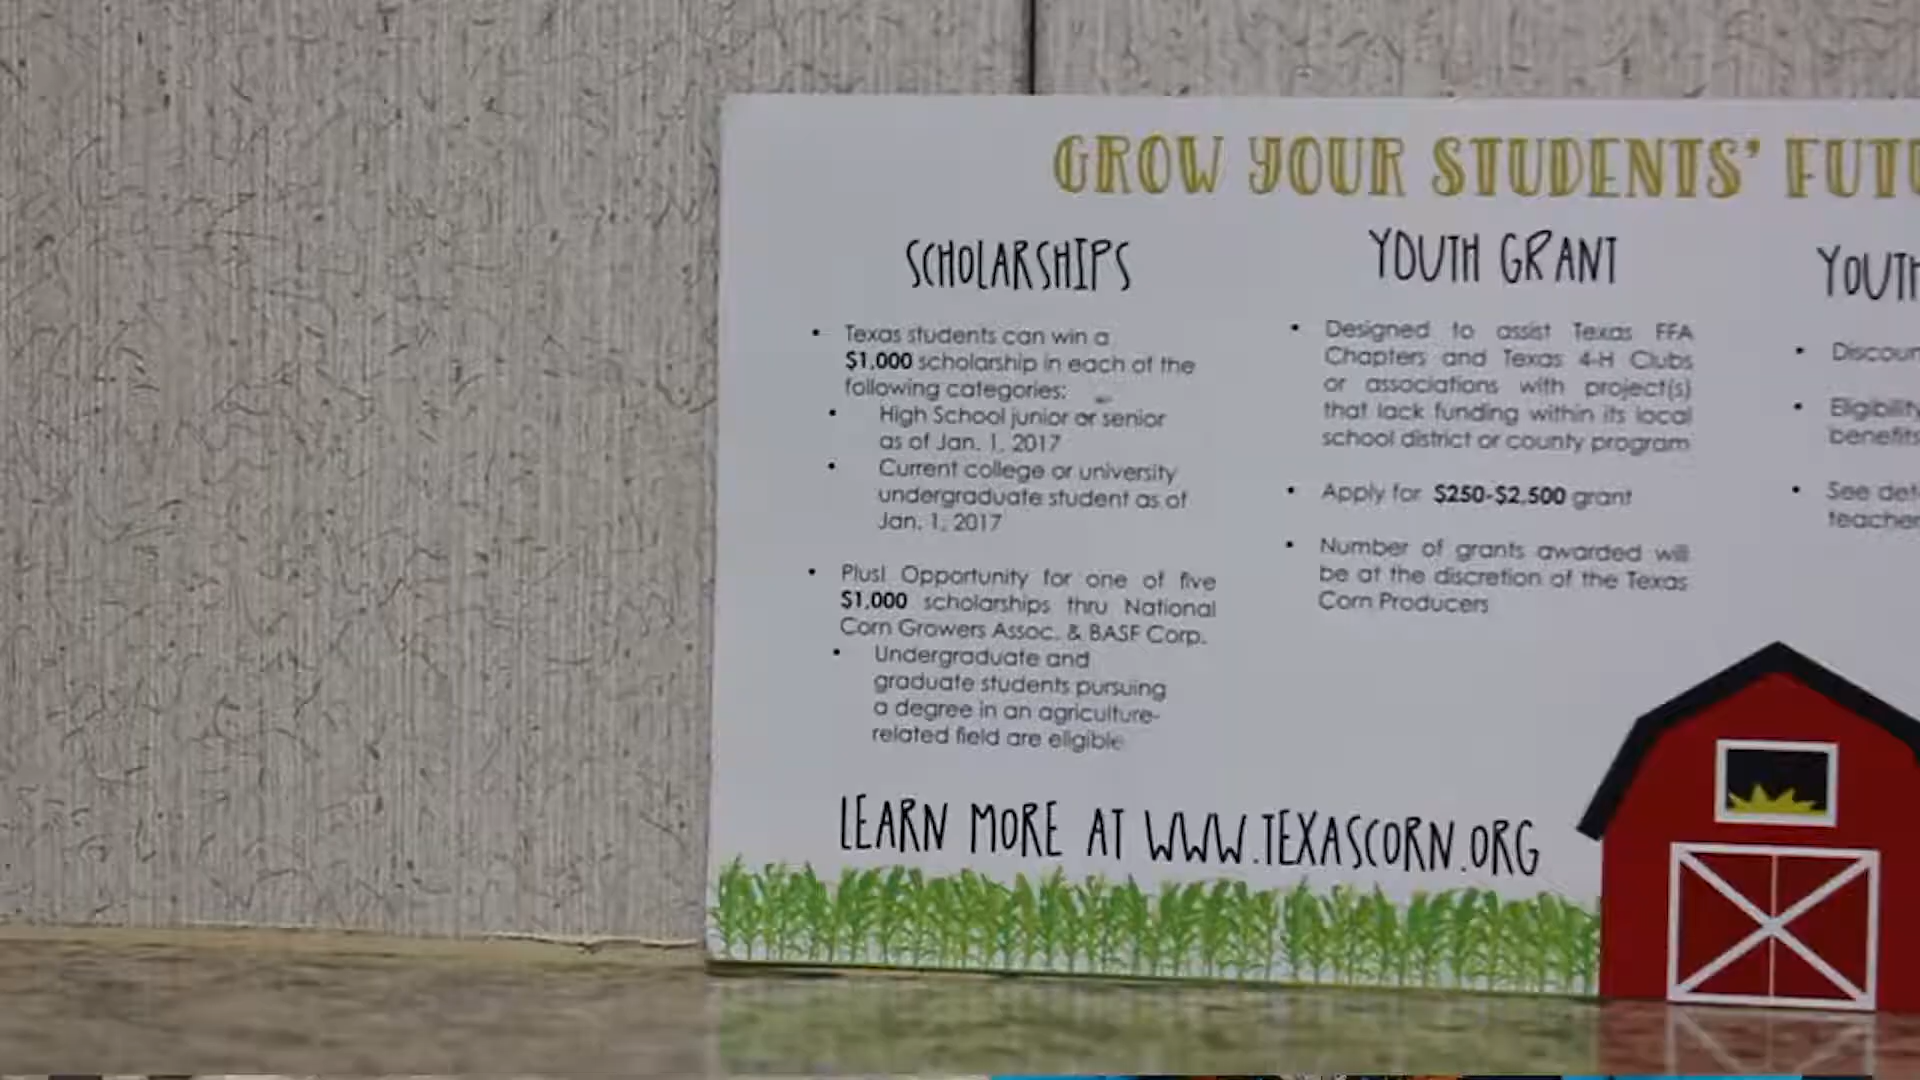 GROW YOUR STUDENTS'
SCHOLARSHIPS
• Texas students can win a
$1,000 scholarship in each of the
following categories:
• High School junior or senior
as of Jan. 1, 2017
• Current college or university
undergraduate student as of
Jan. 1, 2017
• Plus! Opportunity for one of five
$1,000 scholarships thru National
Corn Growers Assoc. & BASF Corp.
• Undergraduate and
graduate students pursuing
a degree in an agriculture-
related field are eligible
YOUTH GRANT
• Designed to assist Texas FFA
Chapters and Texas 4-H Clubs
or associations with project(s)
that lack funding within its local
school district or county program
• Apply for $250-$2,500 grant
• Number of grants awarded will
be at the discretion of the Texas
Corn Producers
YOUTH
• Eligibility
benefits
• See
LEARN MORE AT WWW.TEXASCORN.ORG